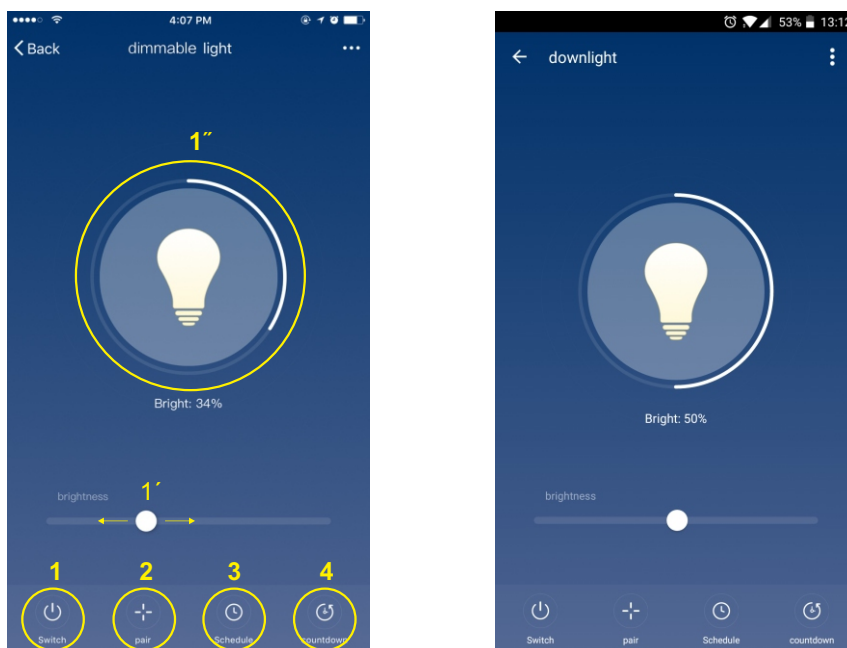 4:07 PM
Back
dimmable light
•••
1˝
Bright: 34%
brightness
1´
1 2 3 4
Switch pair Schedule countdown
53% 13:12
downlight
Bright: 50%
brightness
Switch pair Schedule countdown